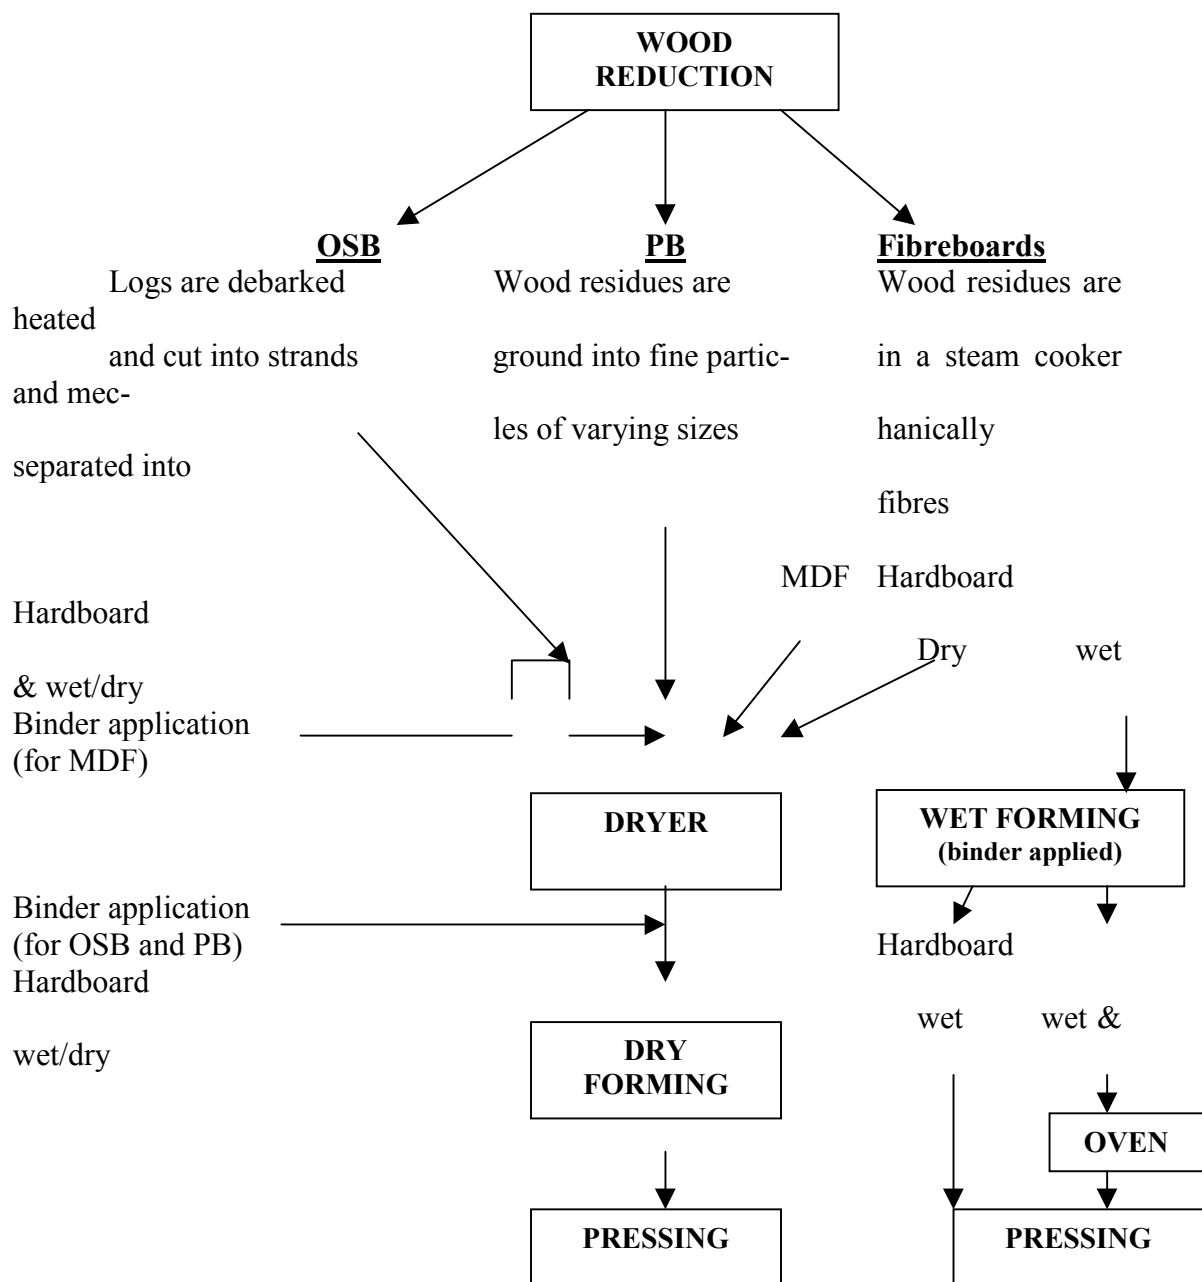 WOOD
REDUCTION
OSB PB Fibreboards
Logs are debarked Wood residues are Wood residues are
heated
and cut into strands ground into fine partic- in a steam cooker
and mec-
les of varying sizes hanically
separated into
fibres
MDF Hardboard
Hardboard
Dry wet
& wet/dry
Binder application
(for MDF)
DRYER WET FORMING
(binder applied)
Binder application
(for OSB and PB) Hardboard
Hardboard
wet wet &
wet/dry
DRY
FORMING
OVEN
PRESSING PRESSING